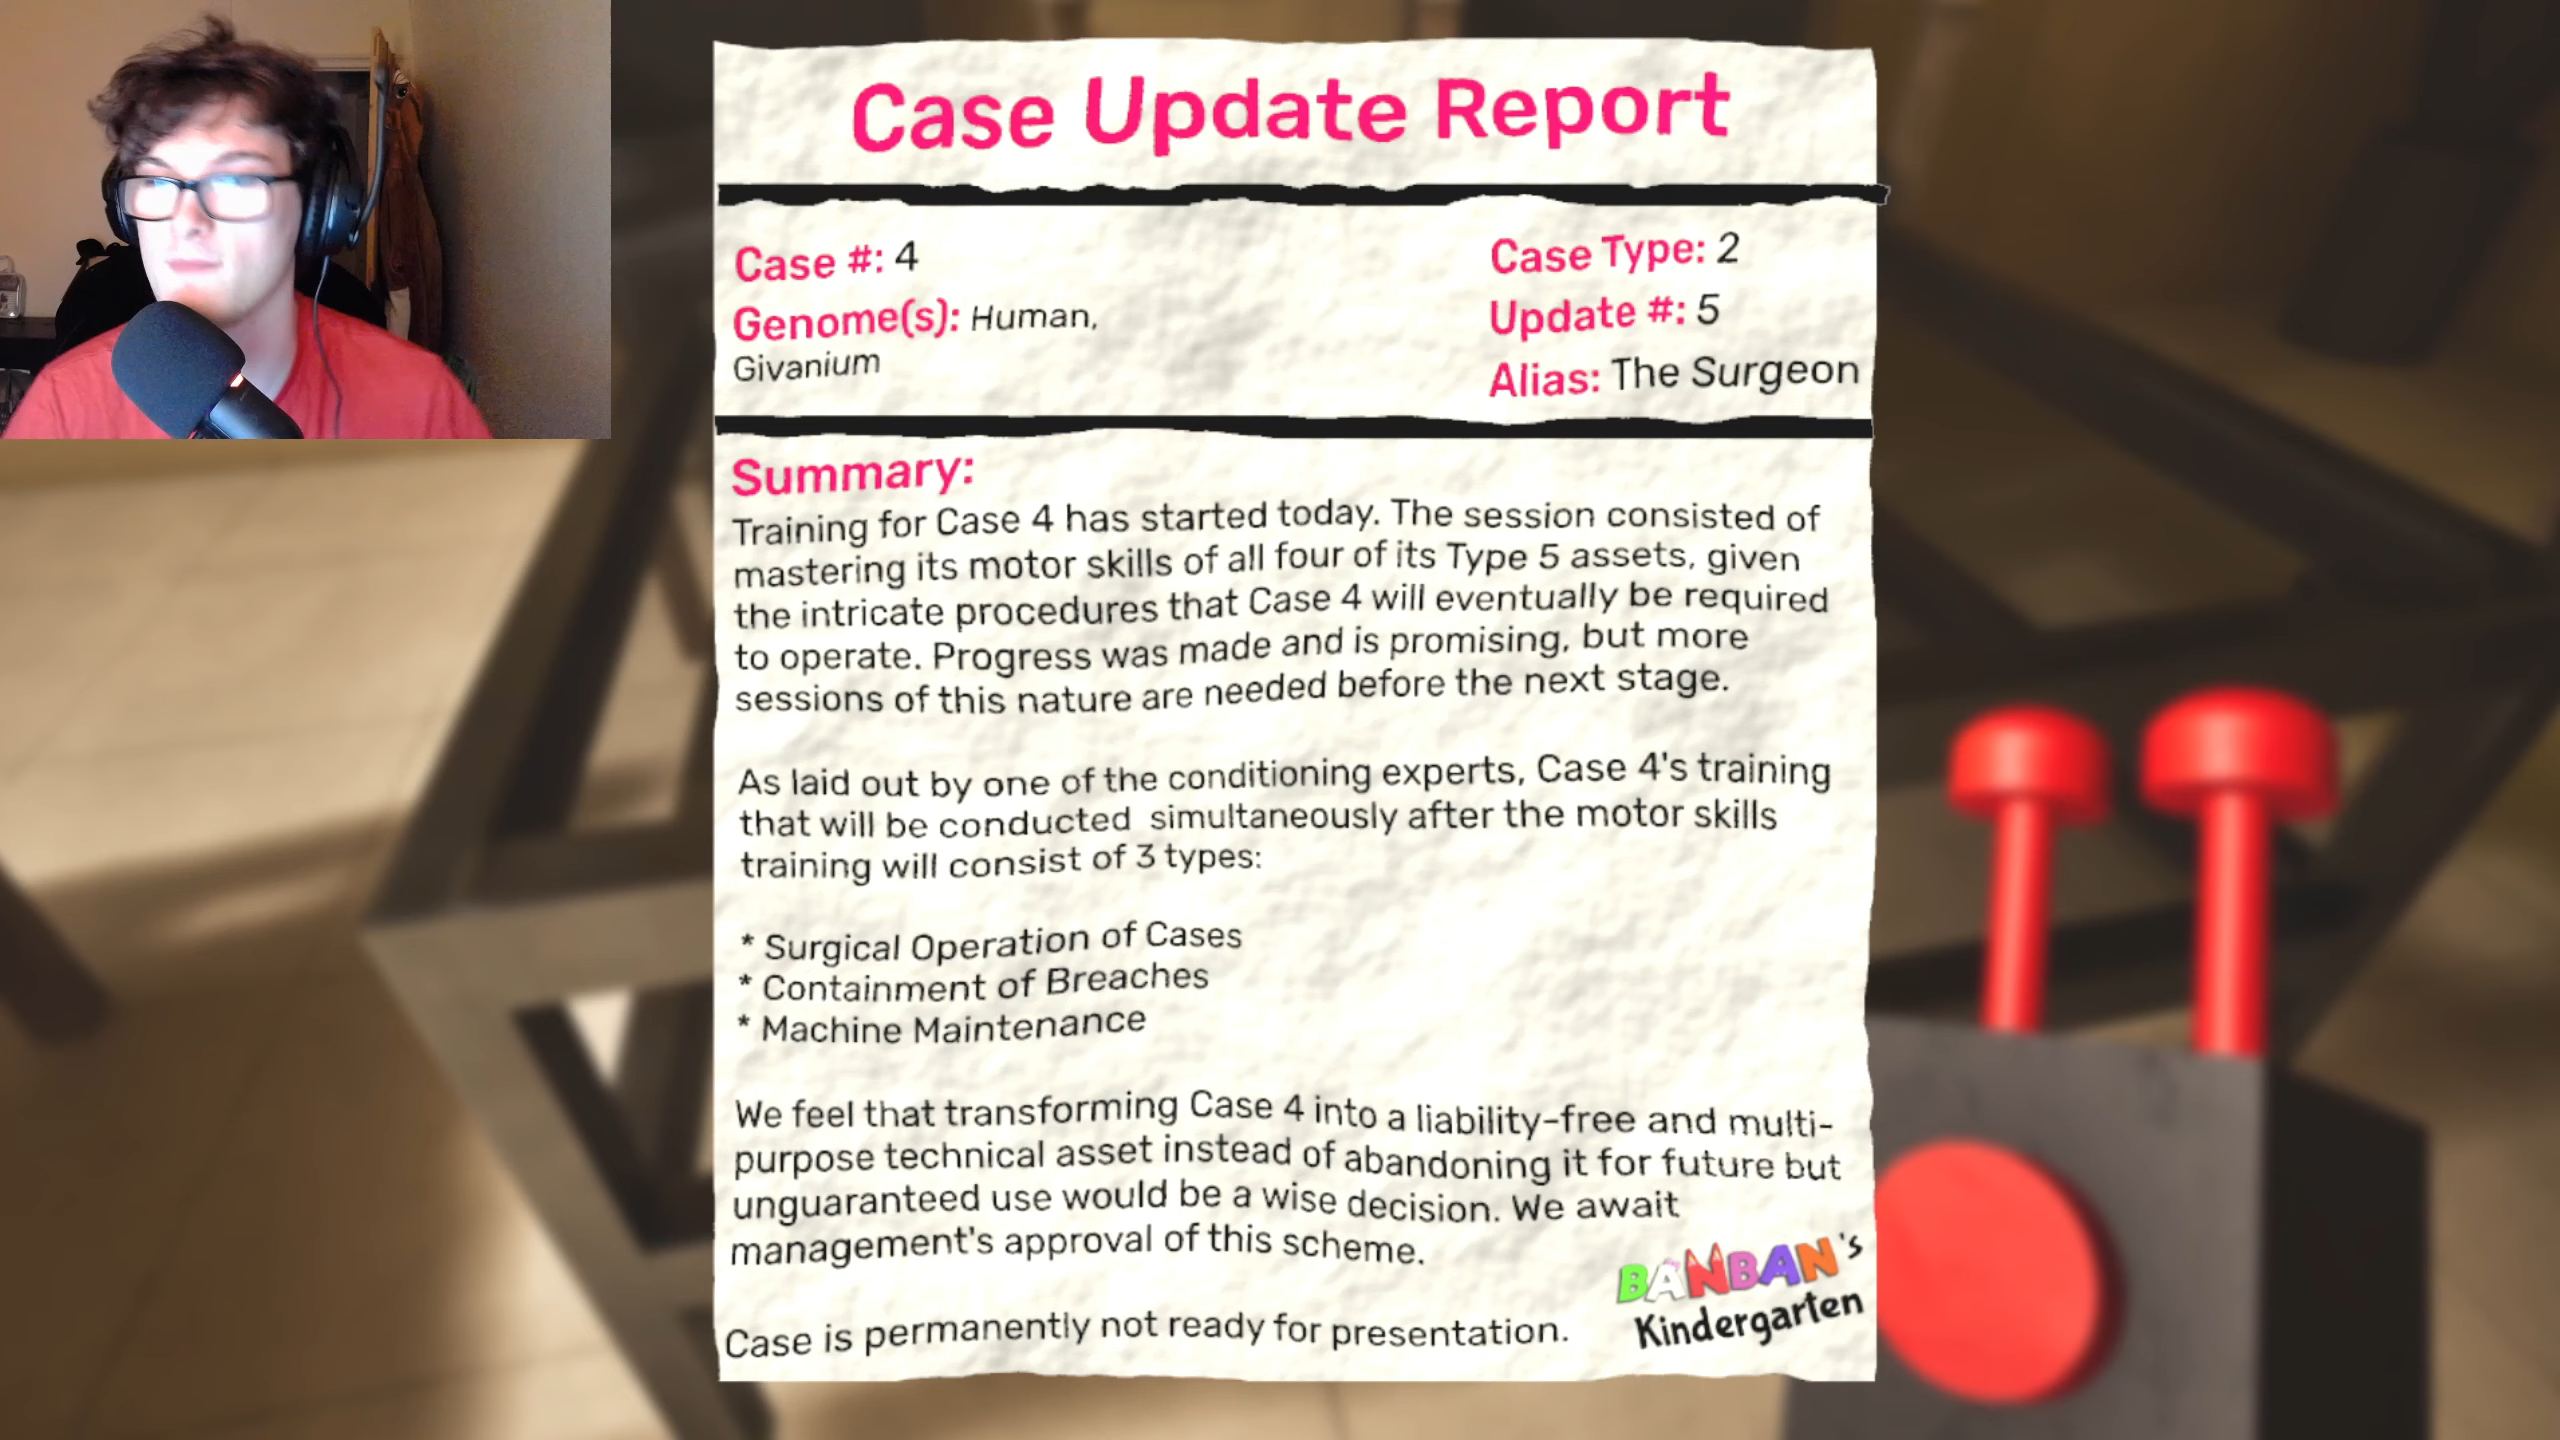 Case Update Report
Case #: 4
Genome(s): Human,
Givanium
Case Type: 2
Update #: 5
Alias: The Surgeon
Summary:
Training for Case 4 has started today. The session consisted of
mastering its motor skills of all four of its Type 5 assets, given
the intricate procedures that Case 4 will eventually be required
to operate. Progress was made and is promising, but more
sessions of this nature are needed before the next stage.
As laid out by one of the conditioning experts, Case 4's training
that will be conducted simultaneously after the motor skills
training will consist of 3 types:
* Surgical Operation of Cases
* Containment of Breaches
* Machine Maintenance
We feel that transforming Case 4 into a liability-free and multi-
purpose technical asset instead of abandoning it for future but
unguaranteed use would be a wise decision. We await
management's approval of this scheme.
Case is permanently not ready for presentation.
BANBAN's
Kindergarten